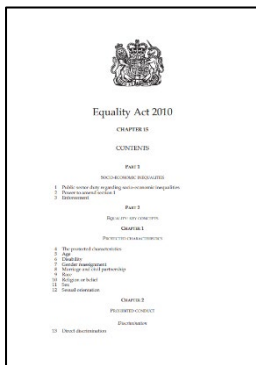 Equality Act 2010
CHAPTER 15
CONTENTS
PART 1
SOCIO-ECONOMIC INEQUALITIES
1 Public sector duty regarding socio-economic inequalities
2 Power to amend section 1
3 Enforcement
PART 2
EQUALITY: KEY CONCEPTS
CHAPTER 1
PROTECTED CHARACTERISTICS
4 The protected characteristics
5 Age
6 Disability
7 Gender reassignment
8 Marriage and civil partnership
9 Race
10 Religion or belief
11 Sex
12 Sexual orientation
CHAPTER 2
PROHIBITED CONDUCT
Discrimination
13 Direct discrimination